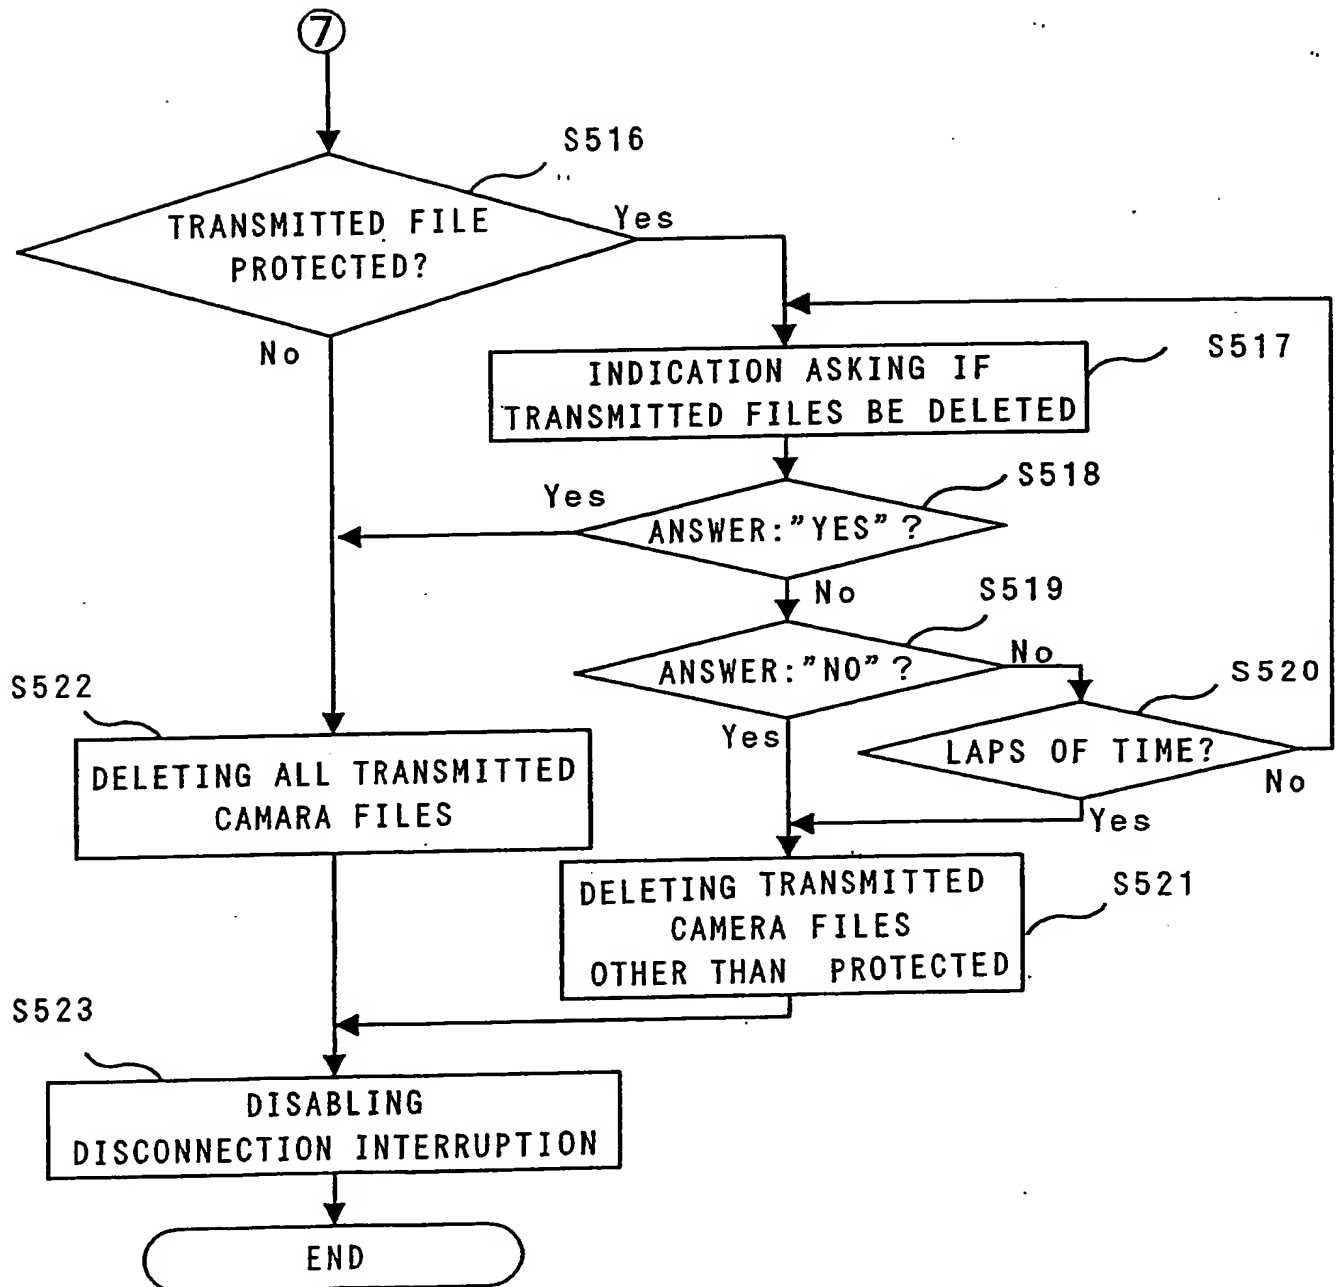 ⑦
S516
TRANSMITTED FILE
PROTECTED?
Yes
No
S517
INDICATION ASKING IF
TRANSMITTED FILES BE DELETED
S518
Yes
ANSWER:"YES"?
No
S519
ANSWER:"NO"?
No
S520
Yes
LAPS OF TIME?
No
Yes
S522
DELETING ALL TRANSMITTED
CAMARA FILES
S521
DELETING TRANSMITTED
CAMERA FILES
OTHER THAN PROTECTED
S523
DISABLING
DISCONNECTION INTERRUPTION
END